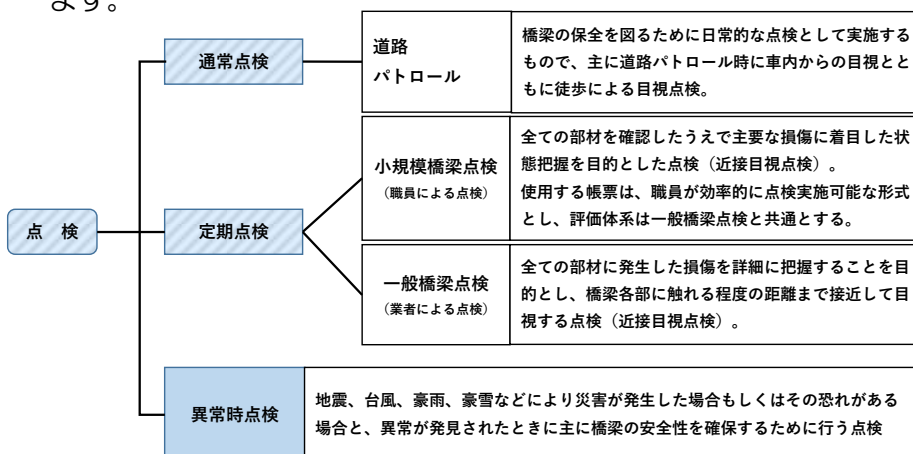 ます。
点　検
通常点検
道路
パトロール
橋梁の保全を図るために日常的な点検として実施する
もので、主に道路パトロール時に車内からの目視とと
もに徒歩による目視点検。
定期点検
小規模橋梁点検
（職員による点検）
全ての部材を確認したうえで主要な損傷に着目した状
態把握を目的とした点検（近接目視点検）。
使用する帳票は、職員が効率的に点検実施可能な形式
とし、評価体系は一般橋梁点検と共通とする。
一般橋梁点検
（業者による点検）
全ての部材に発生した損傷を詳細に把握することを目
的とし、橋梁各部に触れる程度の距離まで接近して目
視する点検（近接目視点検）。
異常時点検
地震、台風、豪雨、豪雪などにより災害が発生した場合もしくはその恐れがある
場合と、異常が発見されたときに主に橋梁の安全性を確保するために行う点検